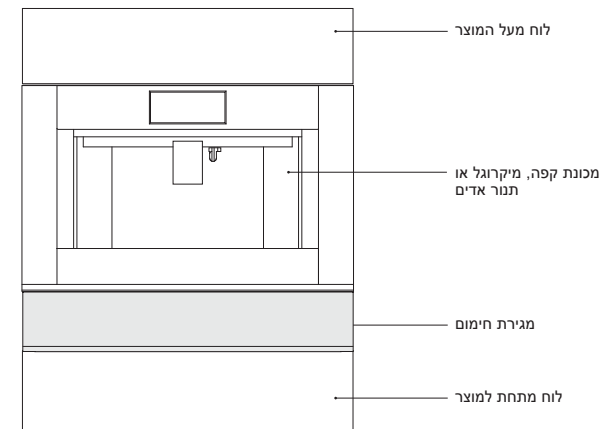 לוח מעל המוצר
מכונת קפה, מיקרוגל או
תנור אדים
מגירת חימום
לוח מתחת למוצר